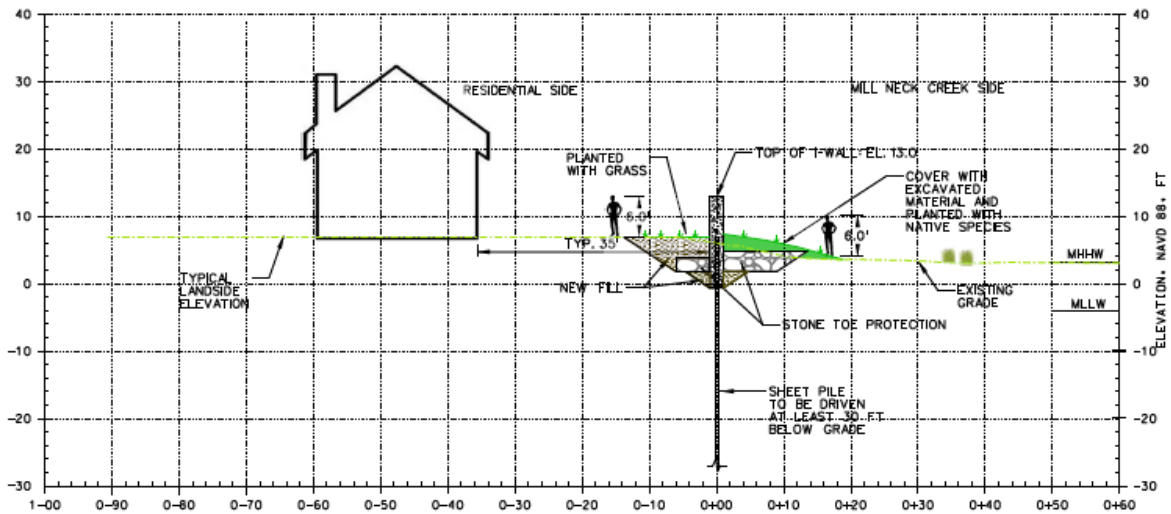 40
30
20
10
0
-10
-20
-30
40
30
20
10
0
-10
-20
-30
ELEVATION, NAVD 88, FT
RESIDENTIAL SIDE
MILL NECK CREEK SIDE
PLANTED
WITH GRASS
TOP OF I-WALL EL. 13.0
COVER WITH
EXCAVATED
MATERIAL AND
PLANTED WITH
NATIVE SPECIES
6.0'
6.0'
TYP. 35'
TYPICAL
LANDSIDE
ELEVATION
NEW FILL
STONE TOE PROTECTION
EXISTING
GRADE
MHHW
MLLW
SHEET PILE
TO BE DRIVEN
AT LEAST 30 FT
BELOW GRADE
1-00 0-90 0-80 0-70 0-60 0-50 0-40 0-30 0-20 0-10 0+00 0+10 0+20 0+30 0+40 0+50 0+60